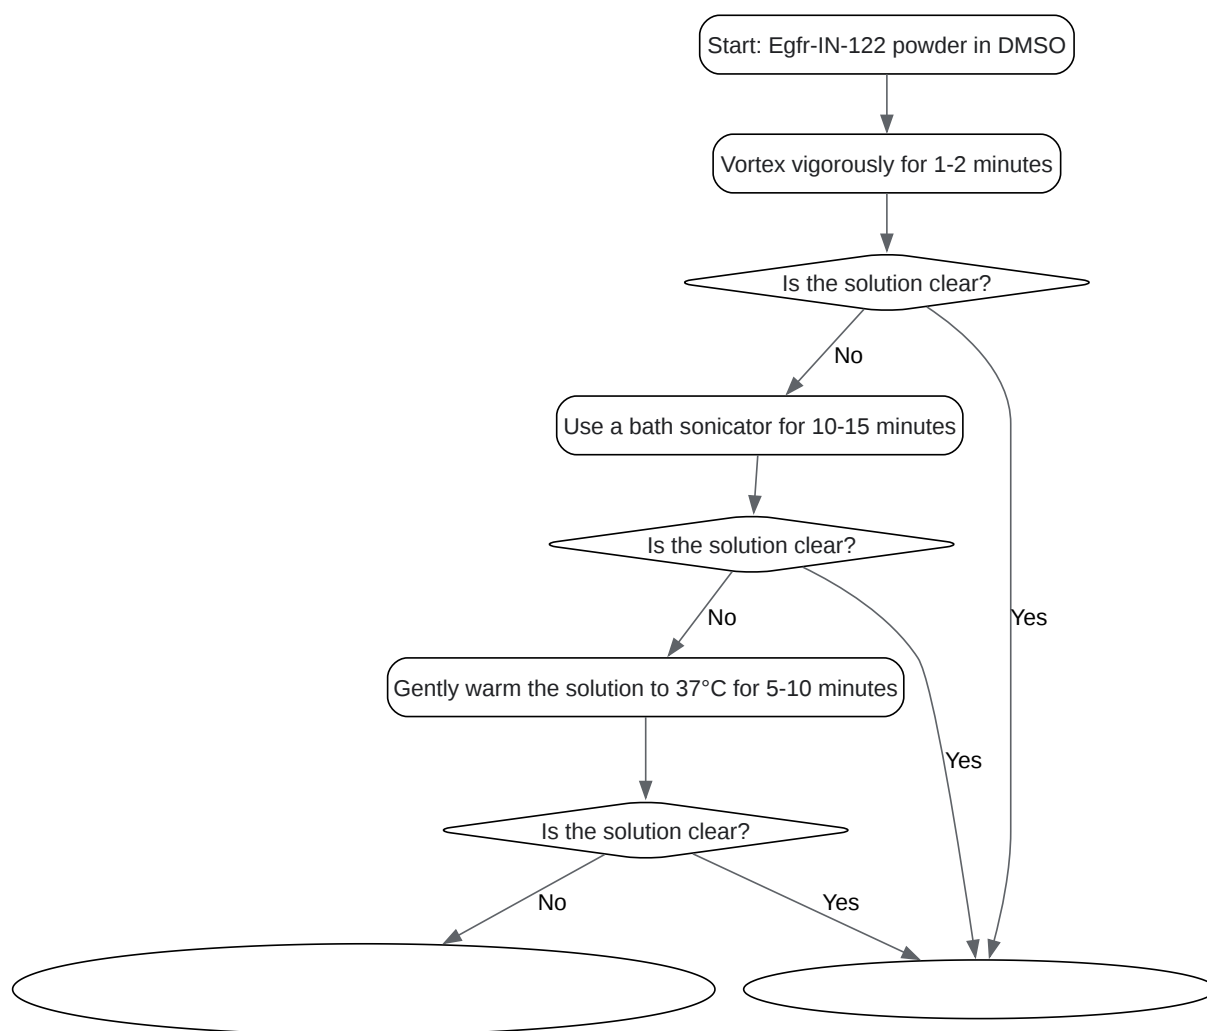 Start: Egfr-IN-122 powder in DMSO
Vortex vigorously for 1-2 minutes
Is the solution clear?
No
Use a bath sonicator for 10-15 minutes
Is the solution clear?
No
Yes
Gently warm the solution to 37°C for 5-10 minutes
Yes
Is the solution clear?
No
Yes